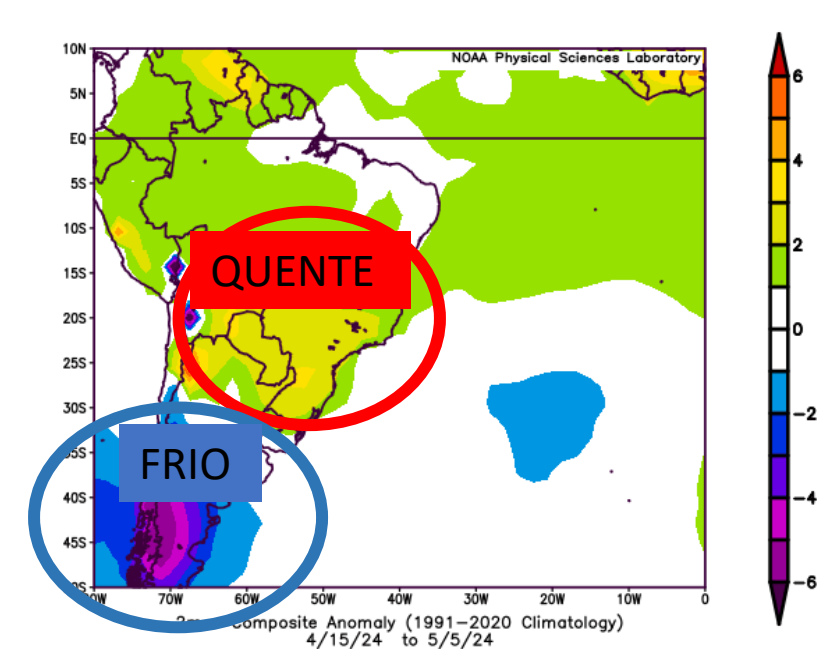 NOAA Physical Sciences Laboratory
10N
5N
EQ
5S
10S
15S
20S
25S
30S
35S
40S
45S
QUENTE
FRIO
70W
60W
50W
40W
30W
20W
10W
0
6
4
2
0
−2
−4
−6
Composite Anomaly (1991−2020 Climatology)
4/15/24 to 5/5/24